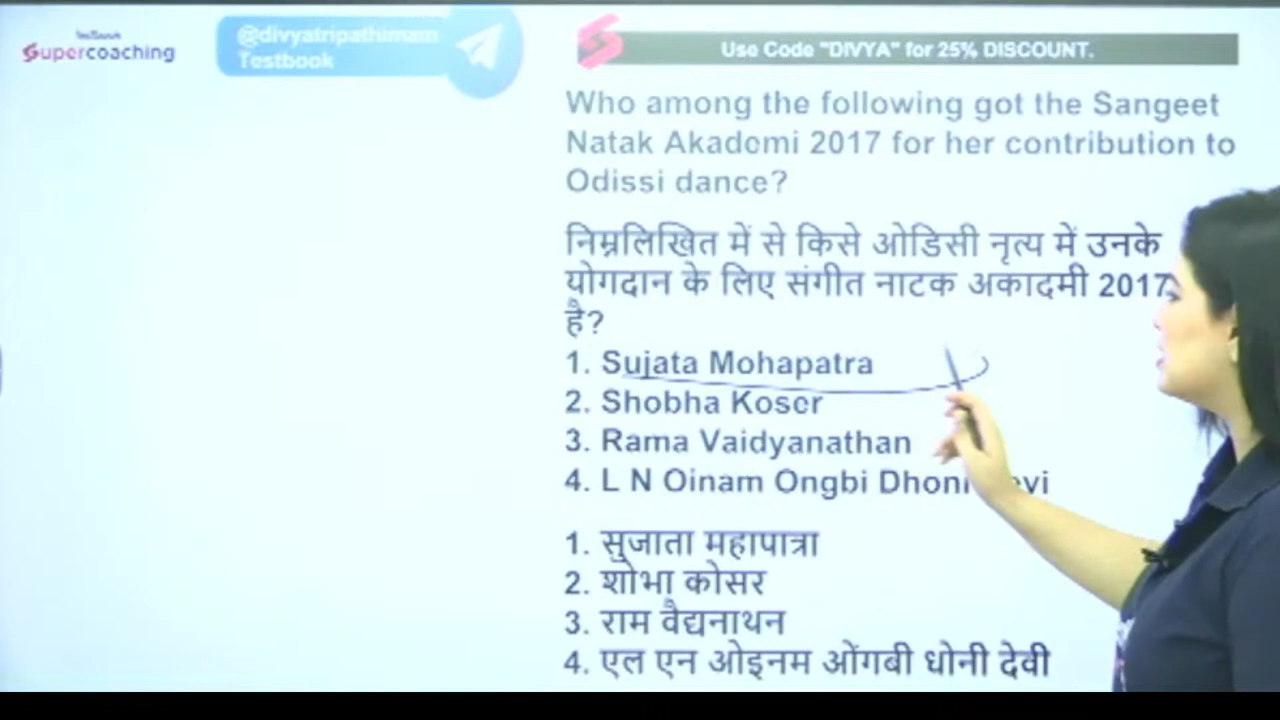 testbook
Supercoaching
@divyatripathimam
Testbook
Use Code "DIVYA" for 25% DISCOUNT.
Who among the following got the Sangeet
Natak Akademi 2017 for her contribution to
Odissi dance?
निम्नलिखित में से किसे ओडिसी नृत्य में उनके
योगदान के लिए संगीत नाटक अकादमी 2017
है?
1. Sujata Mohapatra
2. Shobha Koser
3. Rama Vaidyanathan
4. L N Oinam Ongbi Dhoni
1. सुजाता महापात्रा
2. शोभा कोसर
3. राम वैद्यनाथन
4. एल एन ओइनम ओंगबी धोनी देवी